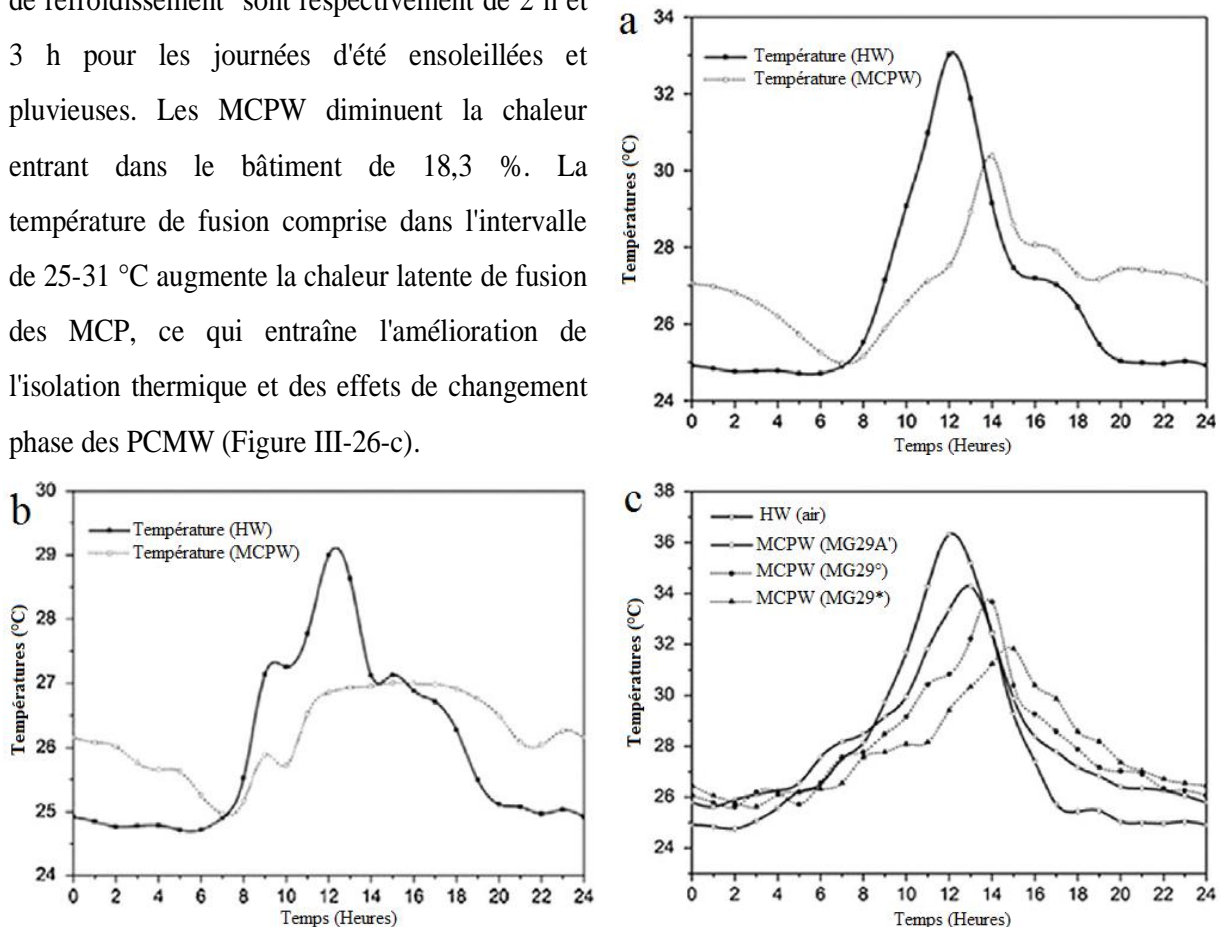 de refroidissement" sont respectivement de 2 h et
3 h pour les journées d'été ensoleillées et
pluvieuses. Les MCPW diminuent la chaleur
entrant dans le bâtiment de 18,3 %. La
température de fusion comprise dans l'intervalle
de 25-31 °C augmente la chaleur latente de fusion
des MCP, ce qui entraîne l'amélioration de
l'isolation thermique et des effets de changement
phase des PCMW (Figure III-26-c).
a
Températures (°C)
34
32
30
28
26
24
Température (HW)
Température (MCPW)
0 2 4 6 8 10 12 14 16 18 20 22 24
Temps (Heures)
b
Températures (°C)
30
29
28
27
26
25
24
Température (HW)
Température (MCPW)
0 2 4 6 8 10 12 14 16 18 20 22 24
Temps (Heures)
c
Températures (°C)
38
36
34
32
30
28
26
24
HW (air)
MCPW (MG29A')
MCPW (MG29°)
MCPW (MG29*)
0 2 4 6 8 10 12 14 16 18 20 22 24
Temps (Heures)